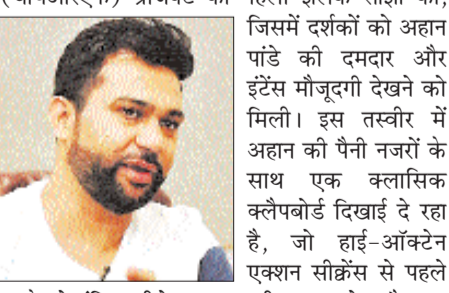 जिसमें दर्शकों को अहान
पांडे की दमदार और
इंटेंस मौजूदगी देखने को
मिली। इस तस्वीर में
अहान की पैनी नजरों के
साथ एक क्लासिक
क्लैपबोर्ड दिखाई दे रहा
है, जो हाई-ऑक्टेन
एक्शन सीक्रेंस से पहले